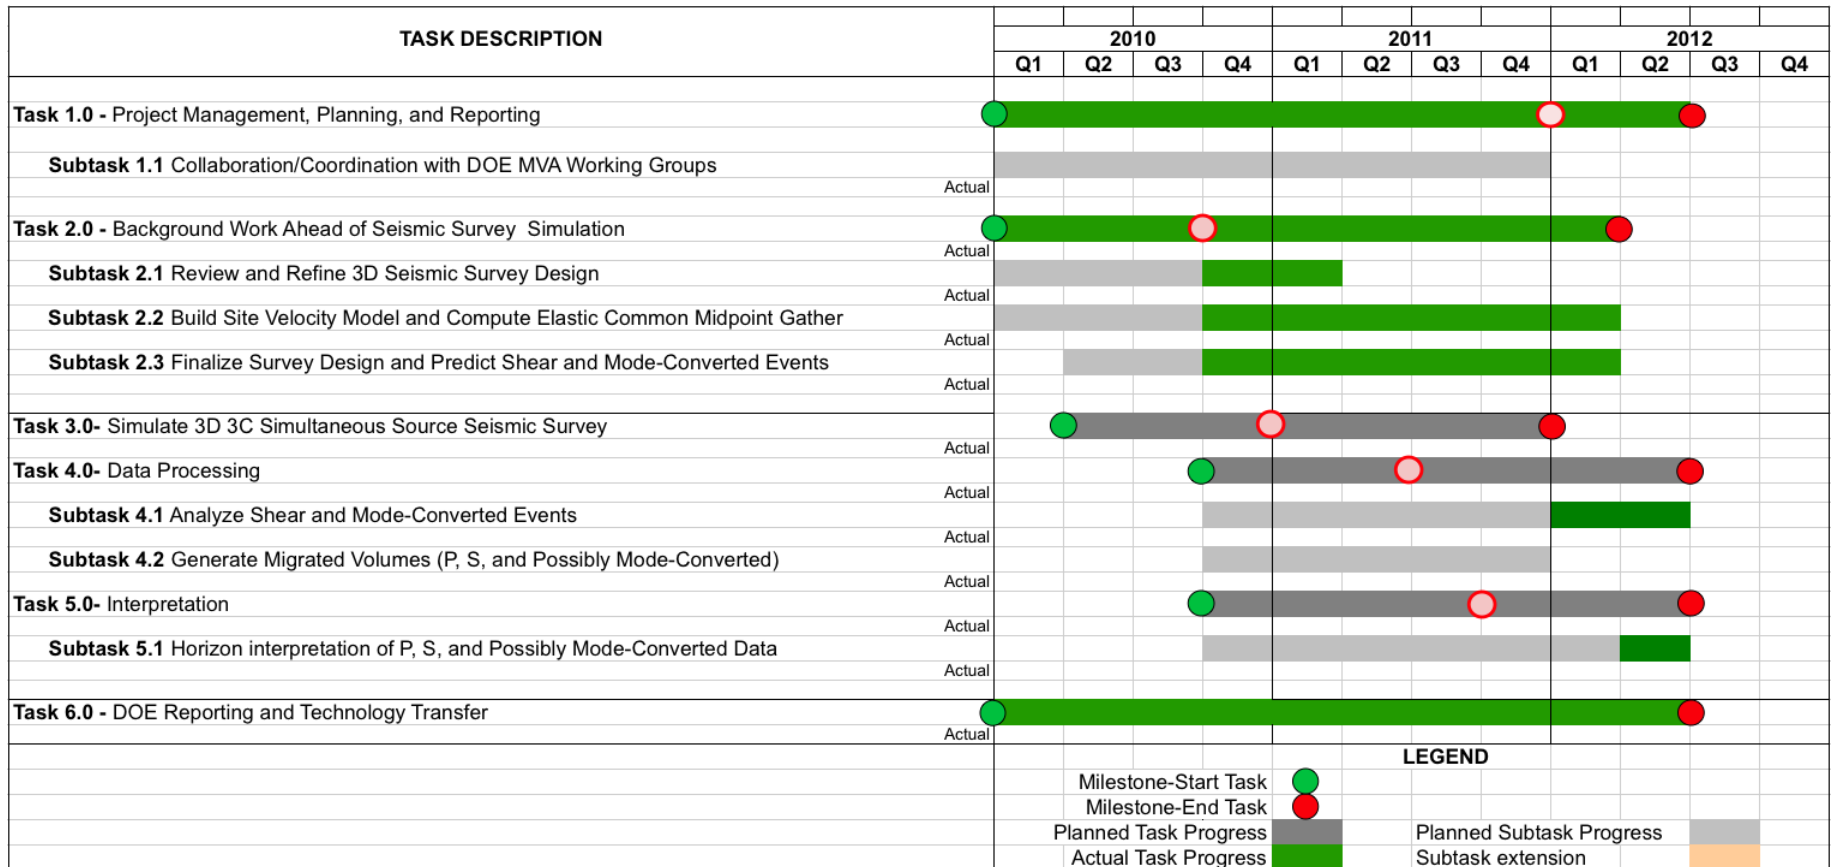 TASK DESCRIPTION
2010 2011 2012
Q1 Q2 Q3 Q4 Q1 Q2 Q3 Q4 Q1 Q2 Q3 Q4
Task 1.0 - Project Management, Planning, and Reporting
Subtask 1.1 Collaboration/Coordination with DOE MVA Working Groups
Actual
Task 2.0 - Background Work Ahead of Seismic Survey  Simulation
Actual
Subtask 2.1 Review and Refine 3D Seismic Survey Design
Actual
Subtask 2.2 Build Site Velocity Model and Compute Elastic Common Midpoint Gather
Actual
Subtask 2.3 Finalize Survey Design and Predict Shear and Mode-Converted Events
Actual
Task 3.0- Simulate 3D 3C Simultaneous Source Seismic Survey
Actual
Task 4.0- Data Processing
Actual
Subtask 4.1 Analyze Shear and Mode-Converted Events
Actual
Subtask 4.2 Generate Migrated Volumes (P, S, and Possibly Mode-Converted)
Actual
Task 5.0- Interpretation
Actual
Subtask 5.1 Horizon interpretation of P, S, and Possibly Mode-Converted Data
Actual
Task 6.0 - DOE Reporting and Technology Transfer
Actual
LEGEND
Milestone-Start Task
Milestone-End Task
Planned Task Progress Planned Subtask Progress
Actual Task Progress Subtask extension